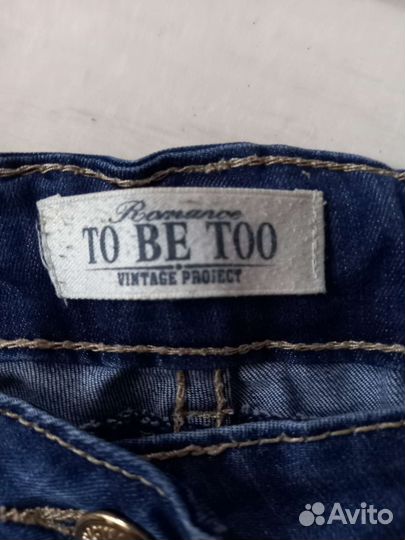 Romance
TO BE TOO
VINTAGE PROJECT
Avito